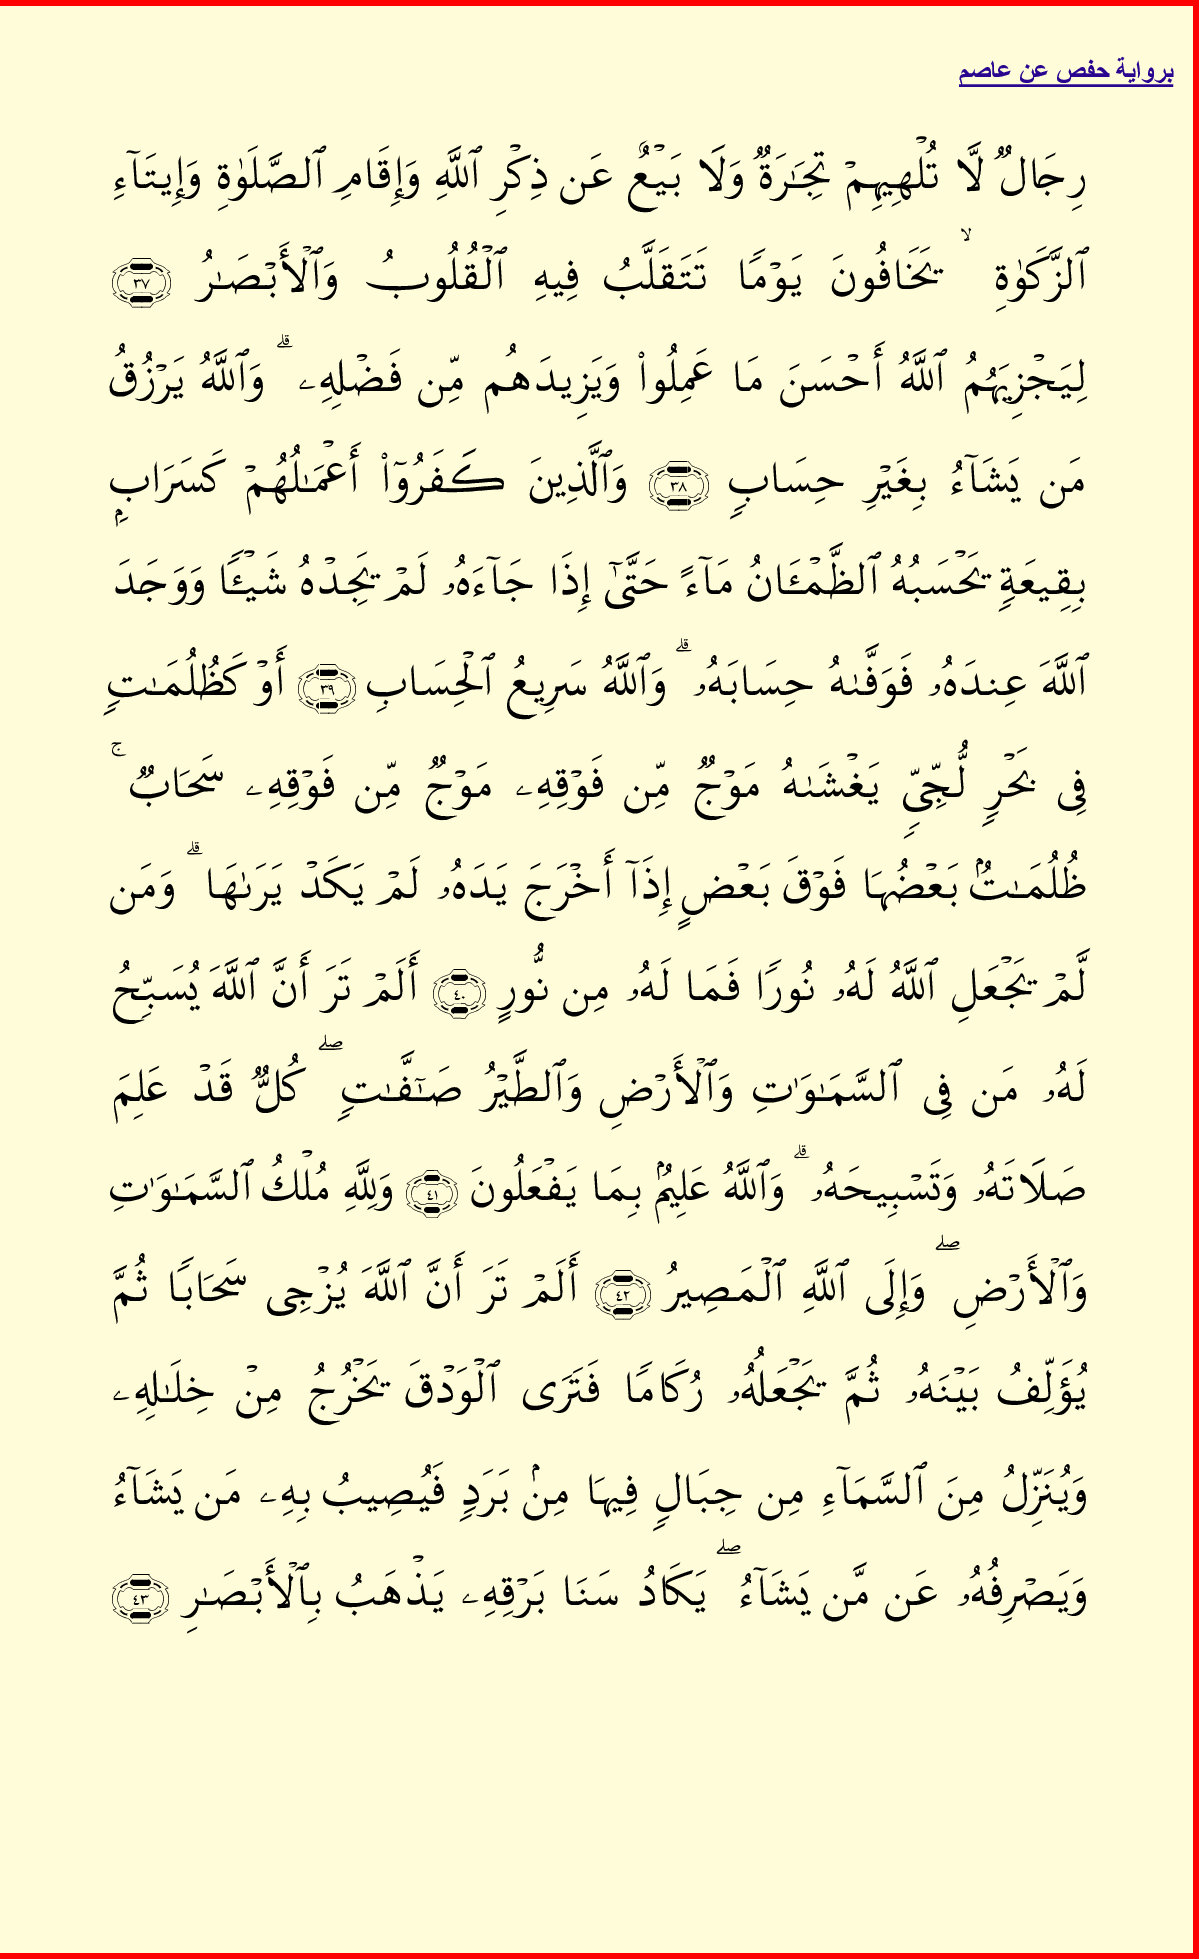 برواية حفص عن عاصم
رِجَالٌ لَّا تُلْهِيهِمْ تِجَـٰرَةٌ وَلَا بَيْعٌ عَن ذِكْرِ ٱللَّهِ وَإِقَامِ ٱلصَّلَوٰةِ وَإِيتَآءِ
ٱلزَّكَوٰةِ ۙ يَخَافُونَ يَوْمًا تَتَقَلَّبُ فِيهِ ٱلْقُلُوبُ وَٱلْأَبْصَـٰرُ ٣٧
لِيَجْزِيَهُمُ ٱللَّهُ أَحْسَنَ مَا عَمِلُوا۟ وَيَزِيدَهُم مِّن فَضْلِهِۦ ۗ وَٱللَّهُ يَرْزُقُ
مَن يَشَآءُ بِغَيْرِ حِسَابٍ ٣٨ وَٱلَّذِينَ كَفَرُوٓا۟ أَعْمَـٰلُهُمْ كَسَرَابٍۭ
بِقِيعَةٍ يَحْسَبُهُ ٱلظَّمْـَٔانُ مَآءً حَتَّىٰٓ إِذَا جَآءَهُۥ لَمْ يَجِدْهُ شَيْـًٔا وَوَجَدَ
ٱللَّهَ عِندَهُۥ فَوَفَّىٰهُ حِسَابَهُۥ ۗ وَٱللَّهُ سَرِيعُ ٱلْحِسَابِ ٣٩ أَوْ كَظُلُمَـٰتٍ
فِى بَحْرٍ لُّجِّىٍّ يَغْشَىٰهُ مَوْجٌ مِّن فَوْقِهِۦ مَوْجٌ مِّن فَوْقِهِۦ سَحَابٌ ۚ
ظُلُمَـٰتٌۢ بَعْضُهَا فَوْقَ بَعْضٍ إِذَآ أَخْرَجَ يَدَهُۥ لَمْ يَكَدْ يَرَىٰهَا ۗ وَمَن
لَّمْ يَجْعَلِ ٱللَّهُ لَهُۥ نُورًا فَمَا لَهُۥ مِن نُّورٍ ٤٠ أَلَمْ تَرَ أَنَّ ٱللَّهَ يُسَبِّحُ
لَهُۥ مَن فِى ٱلسَّمَـٰوَٰتِ وَٱلْأَرْضِ وَٱلطَّيْرُ صَـٰٓفَّـٰتٍ ۖ كُلٌّ قَدْ عَلِمَ
صَلَاتَهُۥ وَتَسْبِيحَهُۥ ۗ وَٱللَّهُ عَلِيمٌۢ بِمَا يَفْعَلُونَ ٤١ وَلِلَّهِ مُلْكُ ٱلسَّمَـٰوَٰتِ
وَٱلْأَرْضِ ۖ وَإِلَى ٱللَّهِ ٱلْمَصِيرُ ٤٢ أَلَمْ تَرَ أَنَّ ٱللَّهَ يُزْجِى سَحَابًا ثُمَّ
يُؤَلِّفُ بَيْنَهُۥ ثُمَّ يَجْعَلُهُۥ رُكَامًا فَتَرَى ٱلْوَدْقَ يَخْرُجُ مِنْ خِلَـٰلِهِۦ
وَيُنَزِّلُ مِنَ ٱلسَّمَآءِ مِن جِبَالٍ فِيهَا مِنۢ بَرَدٍ فَيُصِيبُ بِهِۦ مَن يَشَآءُ
وَيَصْرِفُهُۥ عَن مَّن يَشَآءُ ۖ يَكَادُ سَنَا بَرْقِهِۦ يَذْهَبُ بِٱلْأَبْصَـٰرِ ٤٣